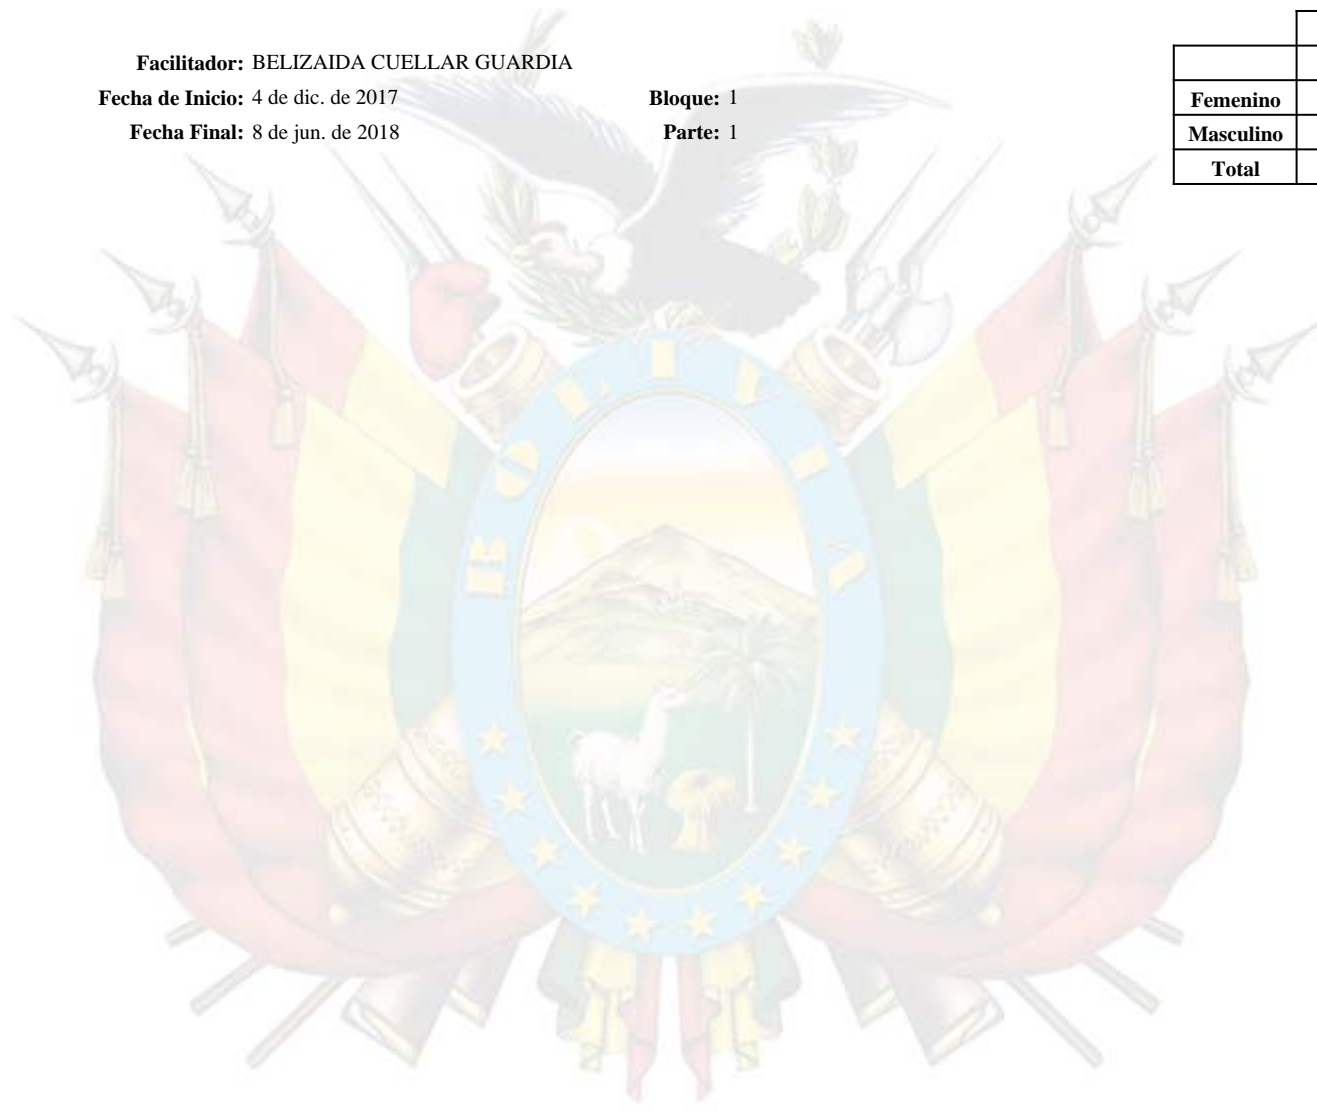 Facilitador: BELIZAIDA CUELLAR GUARDIA
Fecha de Inicio: 4 de dic. de 2017 Bloque: 1
Fecha Final: 8 de jun. de 2018 Parte: 1
Femenino
Masculino
Total
BOLIVIA